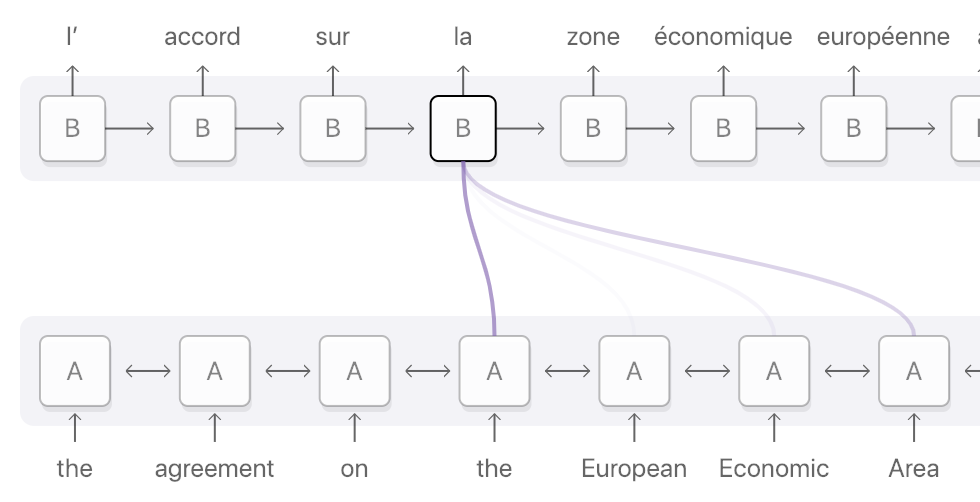 l’ accord sur la zone économique européenne
B B B B B B B
A A A A A A A
the agreement on the European Economic Area